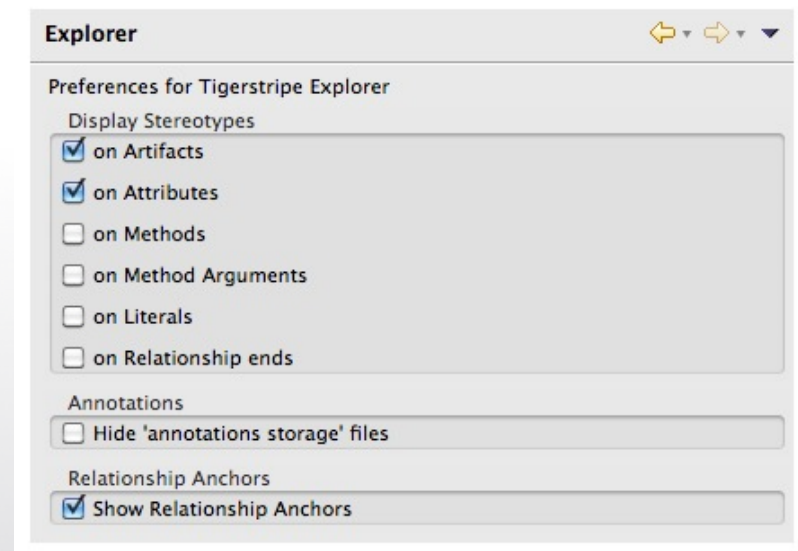 Explorer
Preferences for Tigerstripe Explorer
Display Stereotypes
on Artifacts
on Attributes
on Methods
on Method Arguments
on Literals
on Relationship ends
Annotations
Hide 'annotations storage' files
Relationship Anchors
Show Relationship Anchors